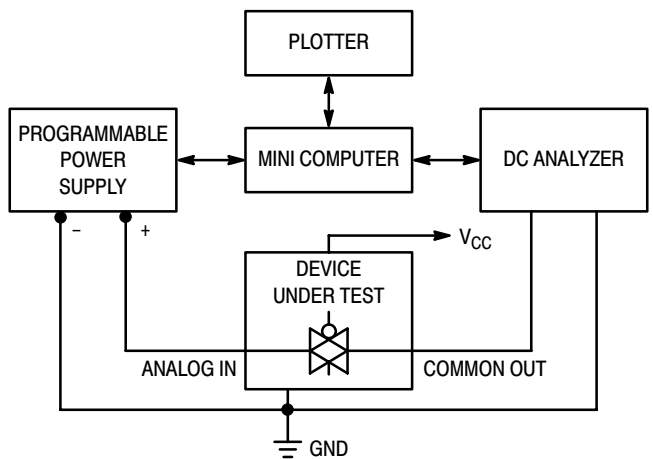 PLOTTER
PROGRAMMABLE
POWER
SUPPLY
MINI COMPUTER
DC ANALYZER
– +
VCC
DEVICE
UNDER TEST
ANALOG IN
COMMON OUT
GND